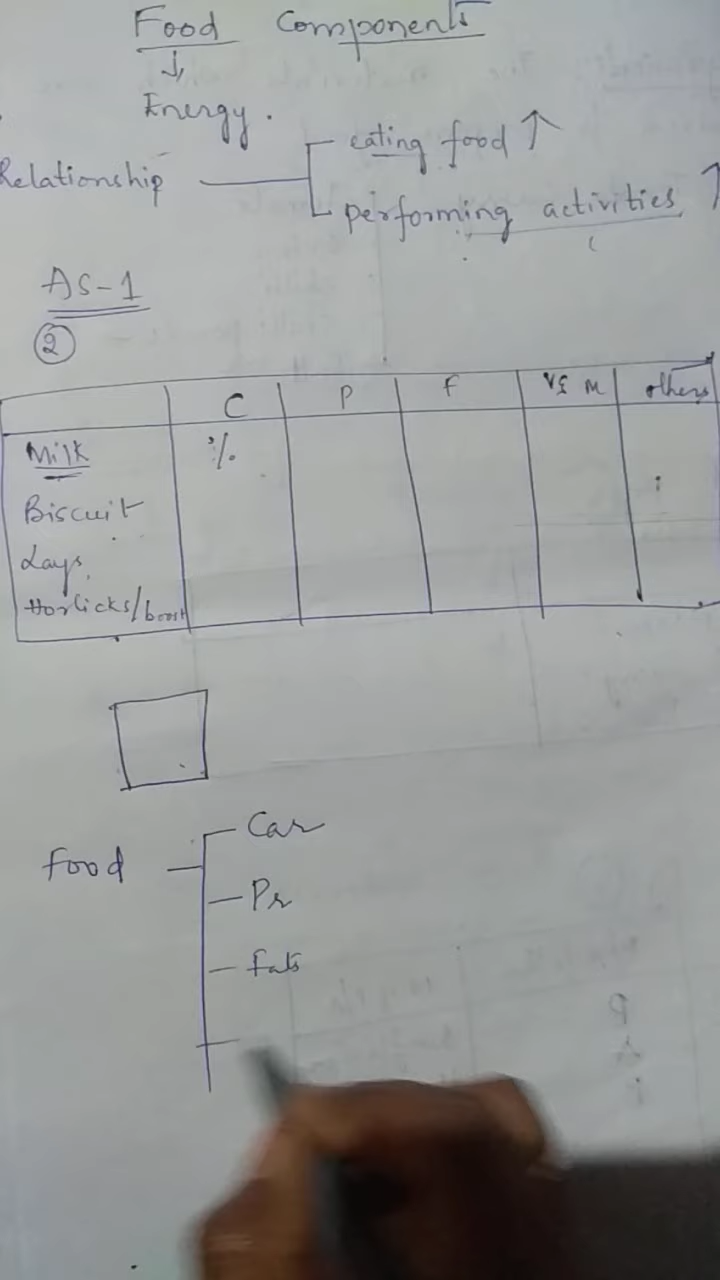 Food Components
↓
Energy.
Relationship
eating food ↑
performing activities ↑
AS-1
②
C P F V& M others
Milk %
Biscuit
Lays
Horlicks/boost
Food
Car
Pr
Fats